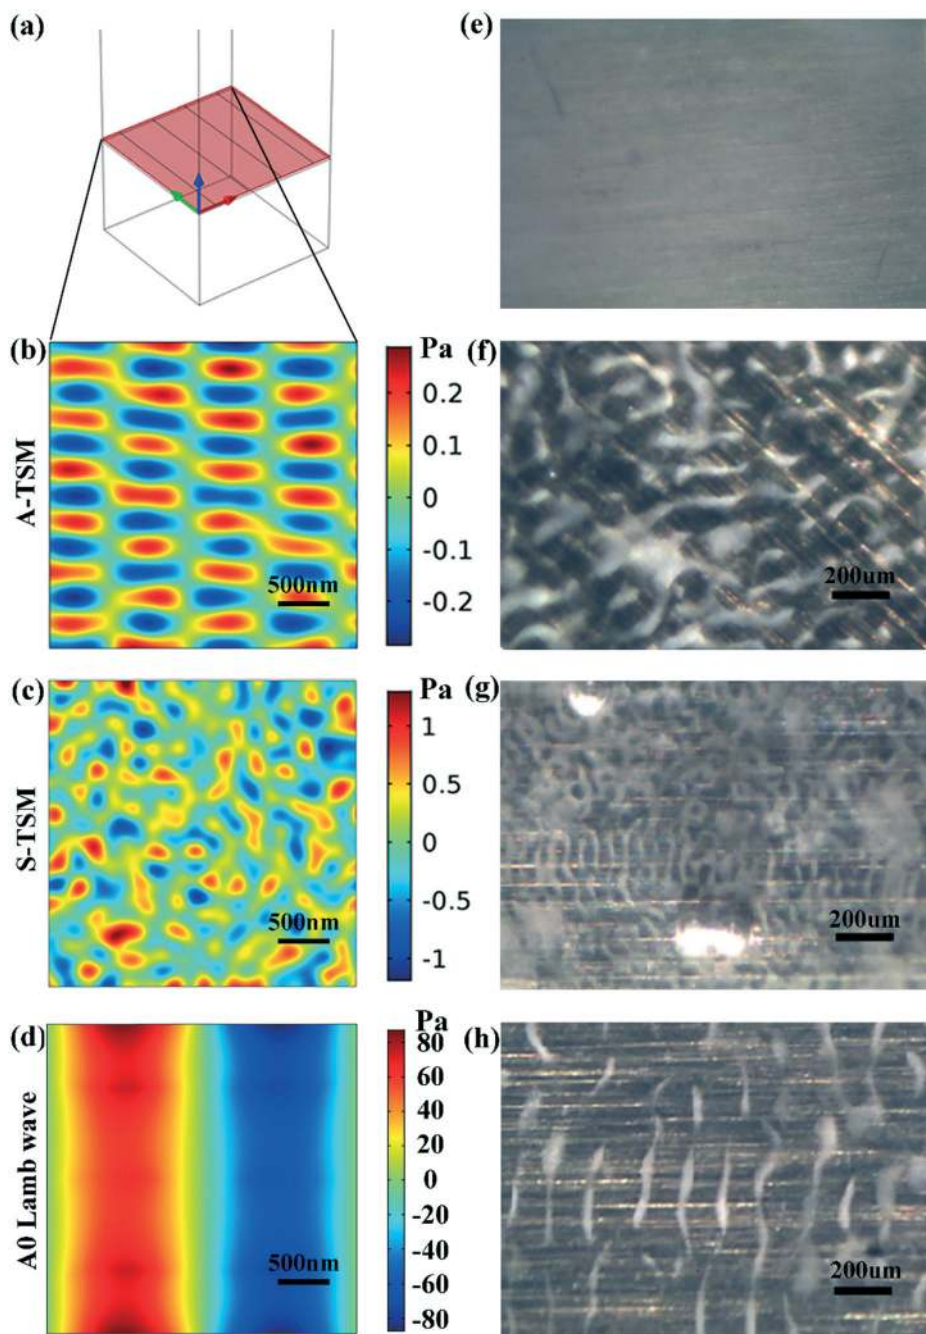 (a)
(e)
(b)
Pa
0.2
0.1
0
-0.1
-0.2
500nm
A-TSM
(f)
200um
(c)
Pa
1
0.5
0
-0.5
-1
500nm
S-TSM
(g)
200um
(d)
Pa
80
60
40
20
0
-20
-40
-60
-80
500nm
A0 Lamb wave
(h)
200um